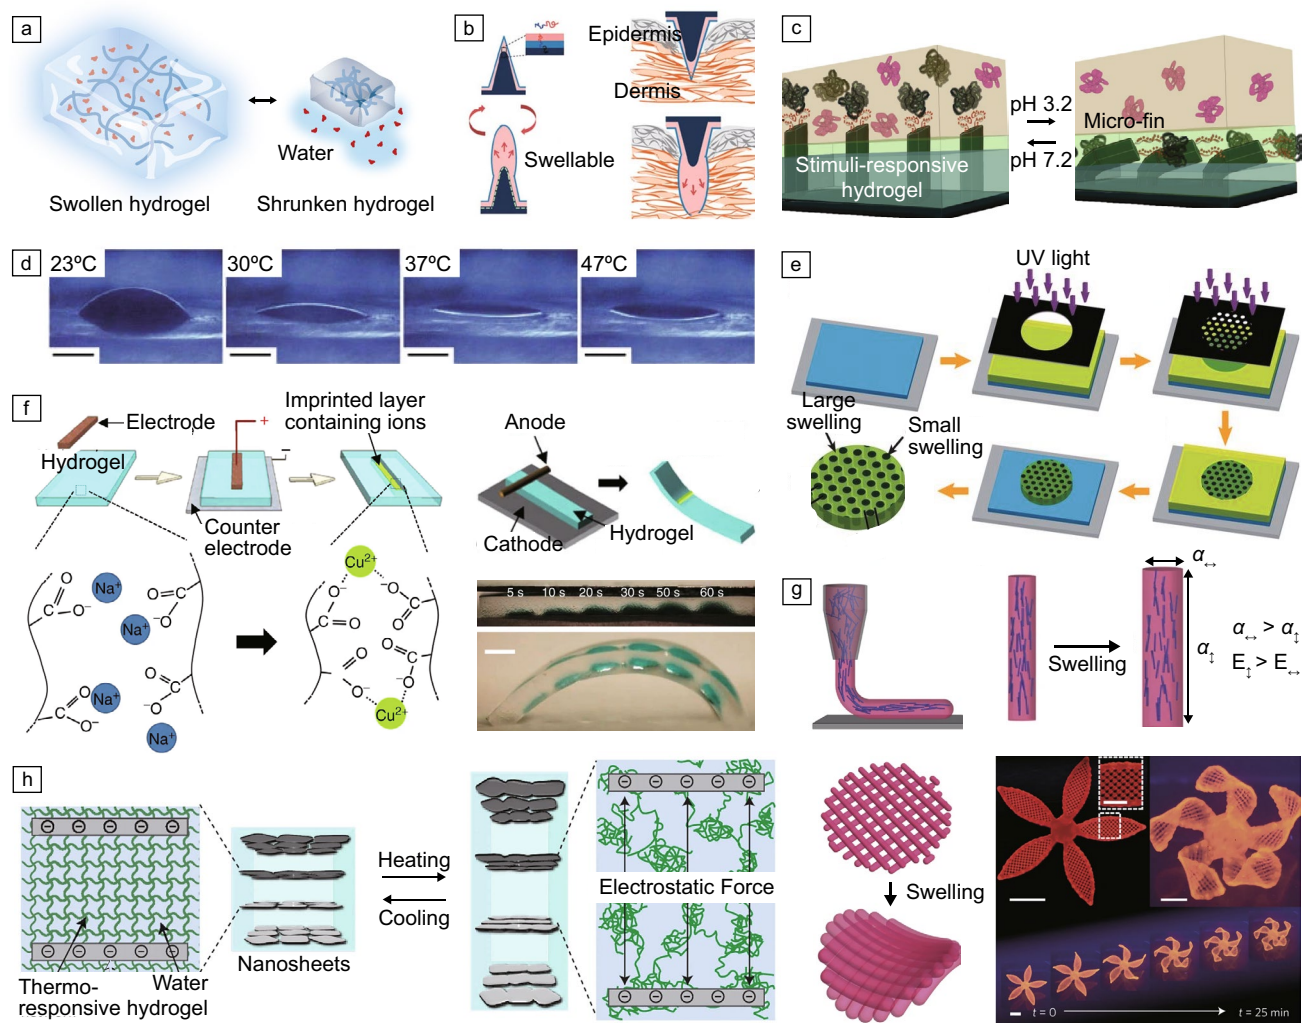 a
Water
Swollen hydrogel
Shrunken hydrogel
b
Epidermis
Dermis
Swellable
c
pH 3.2
pH 7.2
Micro-fin
Stimuli-responsive
hydrogel
d
23ºC
30ºC
37ºC
47ºC
e
UV light
Large
swelling
Small
swelling
f
Electrode
Hydrogel
+
−
Counter
electrode
Imprinted layer
containing ions
Anode
Cathode
Hydrogel
O
C
O−
Na+
O
C
−O
Na+
O
C
O−
Na+
O
C
−O
Na+
Cu2+
O−
C
O
−O
C
O
O
O−
C
O
O−
Cu2+
5 s
10 s
20 s
30 s
50 s
60 s
g
Swelling
α↔
α↕
α↔ > α↕
E↕ > E↔
Swelling
t = 0
t = 25 min
h
Thermo-
responsive hydrogel
Water
Nanosheets
Heating
Cooling
Electrostatic Force